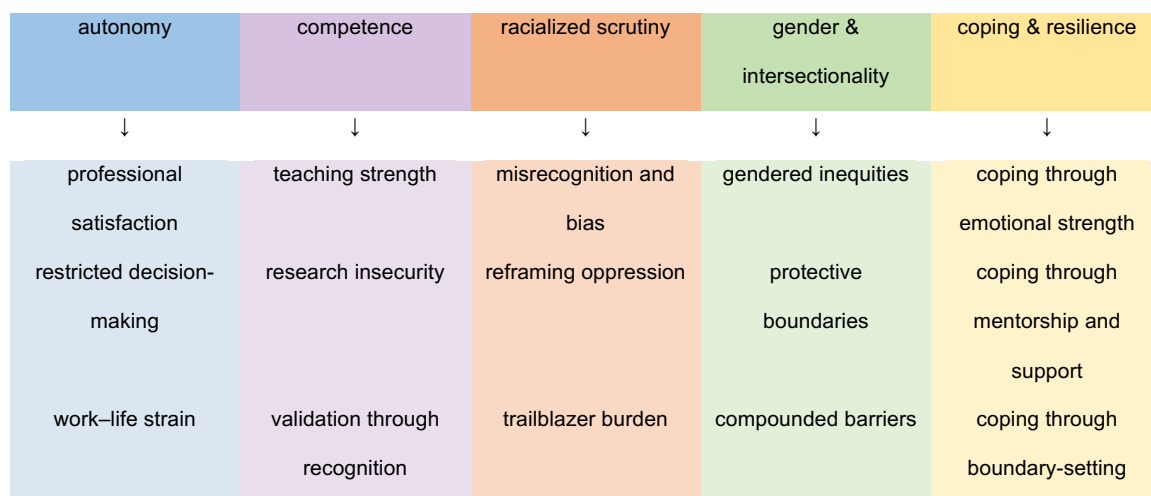 autonomy
competence
racialized scrutiny
gender &
intersectionality
coping & resilience
↓ ↓ ↓ ↓ ↓
professional
satisfaction
teaching strength
misrecognition and
bias
gendered inequities
coping through
emotional strength
restricted decision-
making
research insecurity
reframing oppression
protective
boundaries
coping through
mentorship and
support
work–life strain
validation through
recognition
trailblazer burden
compounded barriers
coping through
boundary-setting